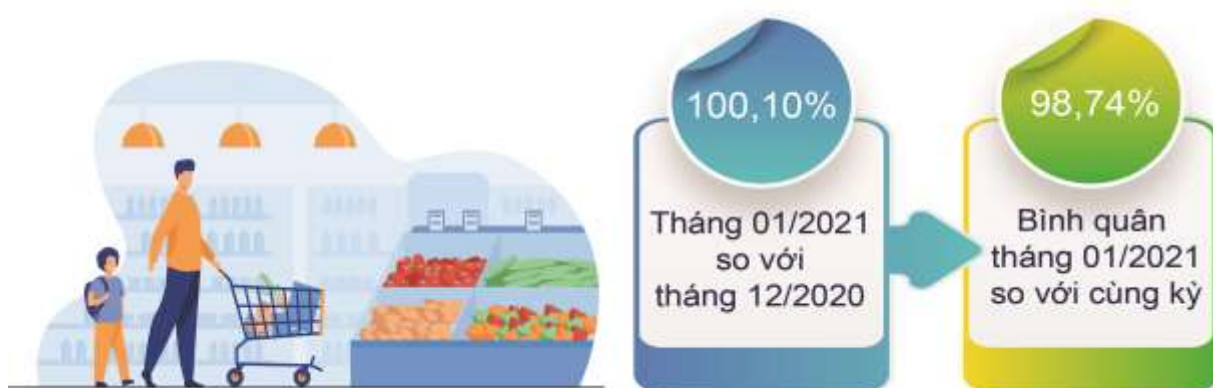 100,10%
Tháng 01/2021
so với
tháng 12/2020
98,74%
Bình quân
tháng 01/2021
so với cùng kỳ